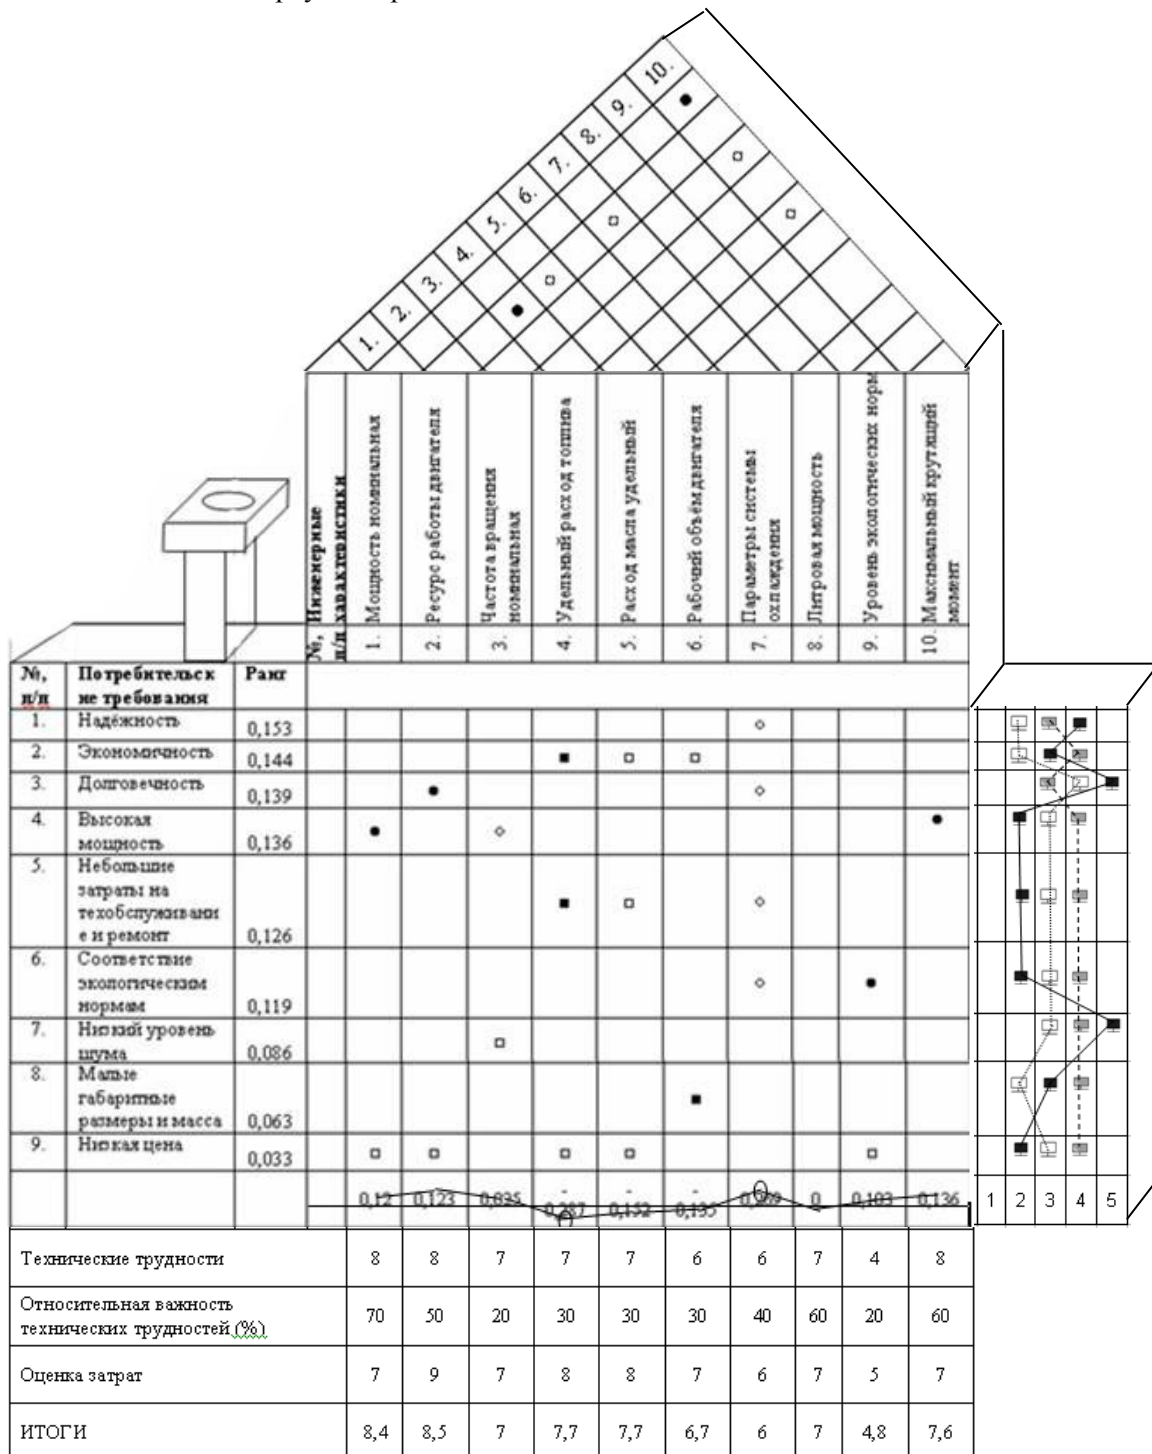 10.
9.
8.
7.
6.
5.
4.
3.
2.
1.
№, Инженерные
п/п характеристики
1. Мощность номинальная
2. Ресурс работы двигателя
3. Частота вращения
номинальная
4. Удельный расход топлива
5. Расход масла удельный
6. Рабочий объём двигателя
7. Параметры системы
охлаждения
8. Литровая мощность
9. Уровень экологических норм
10. Максимальный крутящий
момент
№, Потребительск Ранг
п/п ие требования
1. Надёжность 0,153
2. Экономичность 0,144
3. Долговечность 0,139
4. Высокая
мощность 0,136
5. Небольшие
затраты на
техобслуживани
е и ремонт 0,126
6. Соответствие
экологическим
нормам 0,119
7. Низкий уровень
шума 0,086
8. Малые
габаритные
размеры и масса 0,063
9. Низкая цена 0,033
0,12 0,123 - - - 0 0,103 0,136 1 2 3 4 5
Технические трудности 8 8 7 7 7 6 6 7 4 8
Относительная важность
технических трудностей (%) 70 50 20 30 30 30 40 60 20 60
Оценка затрат 7 9 7 8 8 7 6 7 5 7
ИТОГИ 8,4 8,5 7 7,7 7,7 6,7 6 7 4,8 7,6